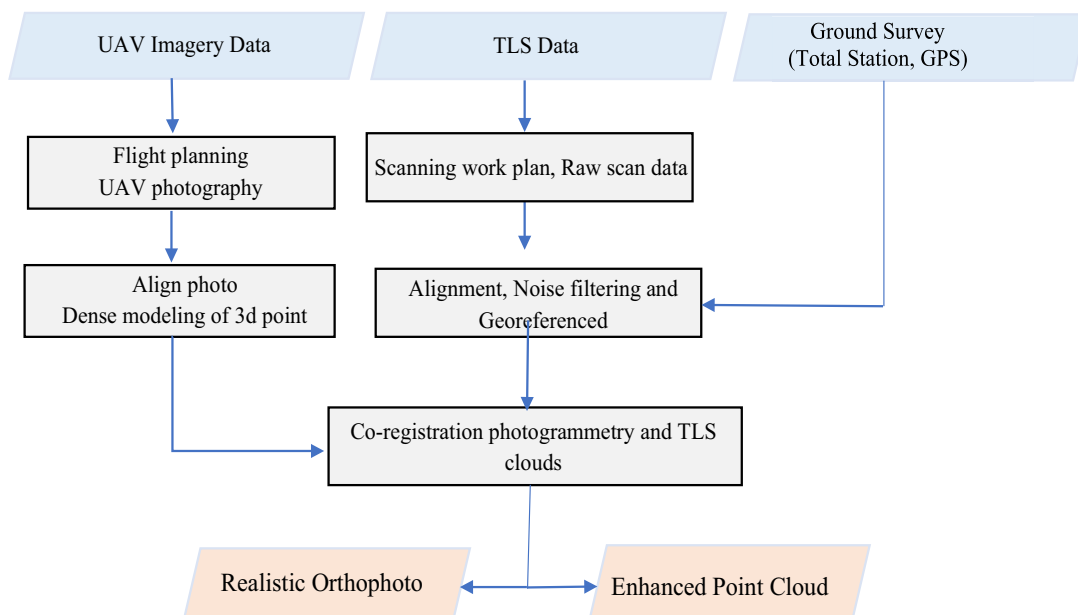 UAV Imagery Data
TLS Data
Ground Survey
(Total Station, GPS)
Flight planning
UAV photography
Scanning work plan, Raw scan data
Align photo
Dense modeling of 3d point
Alignment, Noise filtering and
Georeferenced
Co-registration photogrammetry and TLS
clouds
Realistic Orthophoto
Enhanced Point Cloud